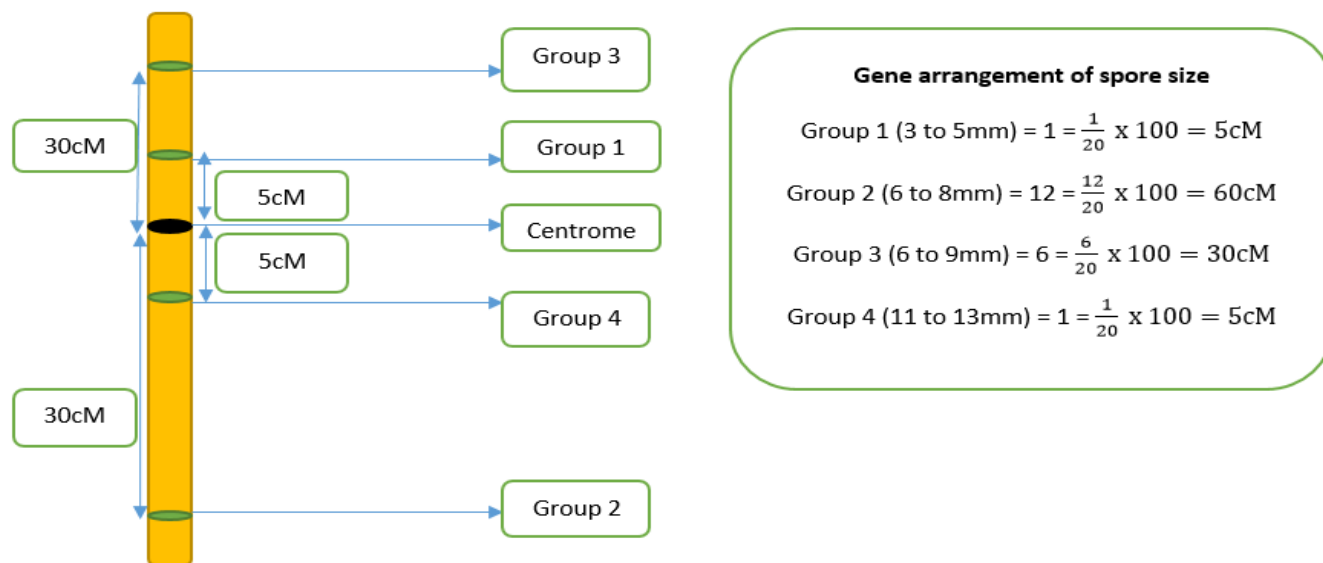 Group 3
30cM
Group 1
5cM
Centrome
5cM
Group 4
30cM
Group 2
Gene arrangement of spore size
Group 1 (3 to 5mm) = 1 = 1/20 x 100 = 5cM
Group 2 (6 to 8mm) = 12 = 12/20 x 100 = 60cM
Group 3 (6 to 9mm) = 6 = 6/20 x 100 = 30cM
Group 4 (11 to 13mm) = 1 = 1/20 x 100 = 5cM